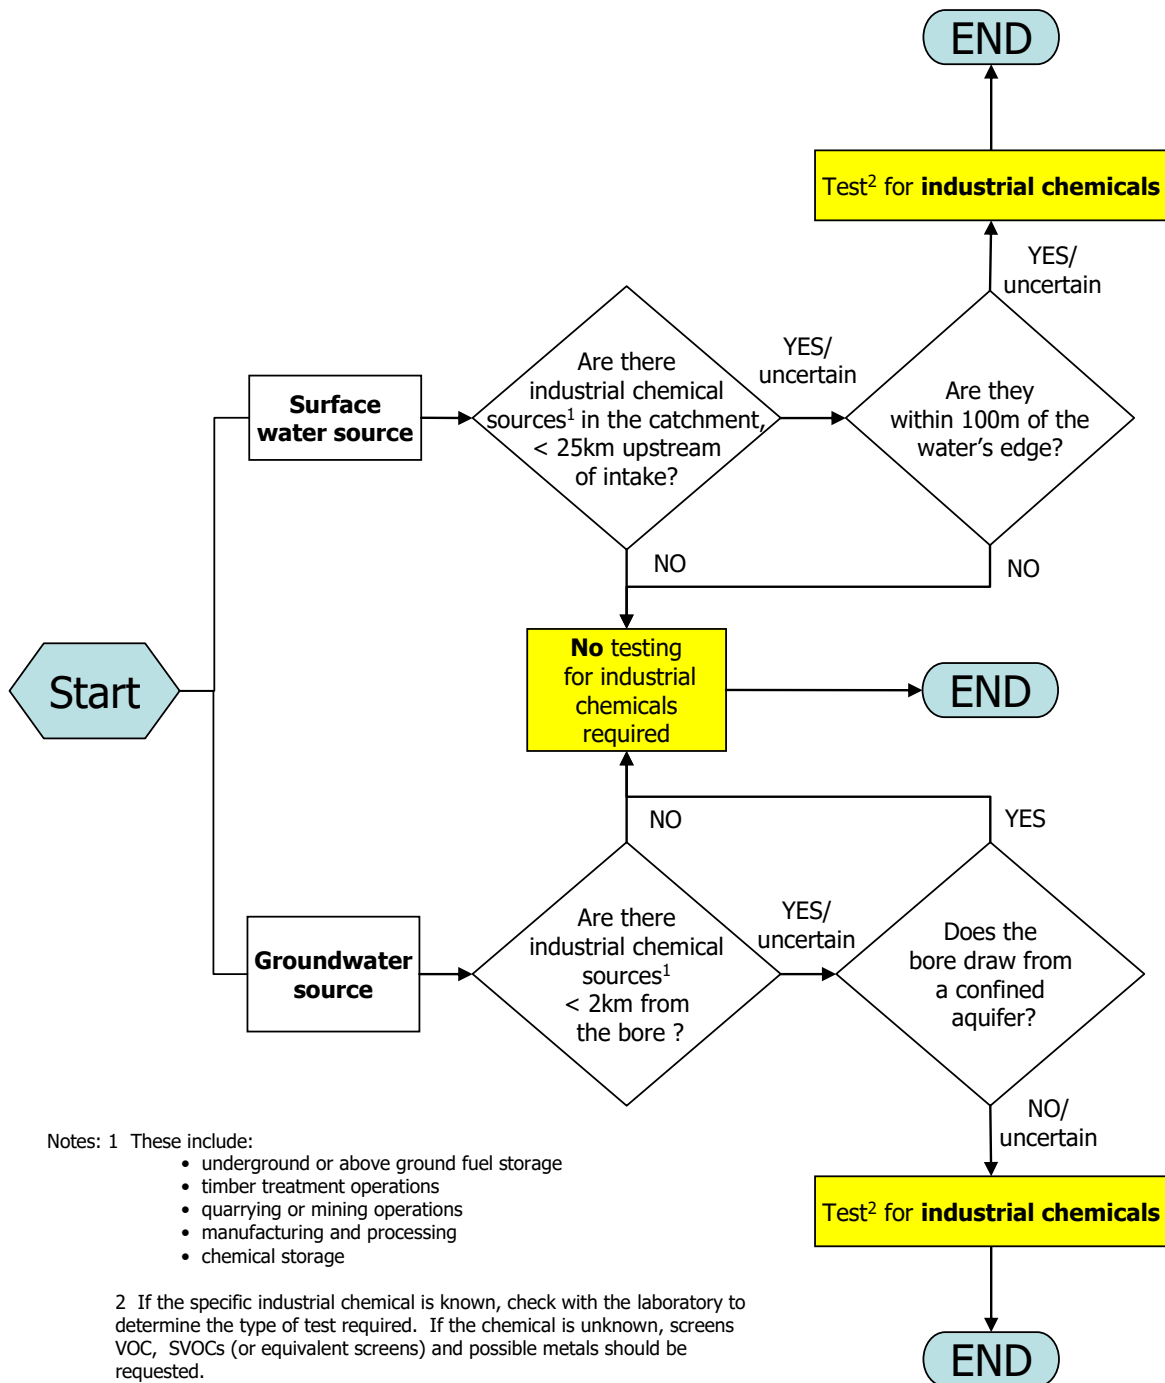 END
Test² for industrial chemicals
YES/
uncertain
Are there
industrial chemical
sources¹ in the catchment,
< 25km upstream
of intake?
YES/
uncertain
Are they
within 100m of the
water’s edge?
Surface
water source
NO
NO
No testing
for industrial
chemicals
required
Start
END
NO
YES
Are there
industrial chemical
sources¹
< 2km from
the bore ?
YES/
uncertain
Does the
bore draw from
a confined
aquifer?
Groundwater
source
NO/
uncertain
Notes: 1 These include:
• underground or above ground fuel storage
• timber treatment operations
• quarrying or mining operations
• manufacturing and processing
• chemical storage
Test² for industrial chemicals
2 If the specific industrial chemical is known, check with the laboratory to
determine the type of test required. If the chemical is unknown, screens
VOC, SVOCs (or equivalent screens) and possible metals should be
requested.
END